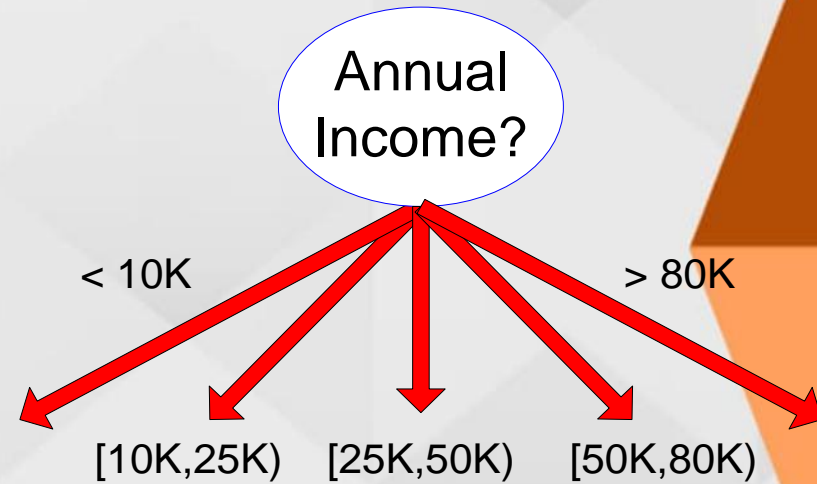 Annual
Income?
< 10K
> 80K
[10K,25K)
[25K,50K)
[50K,80K)